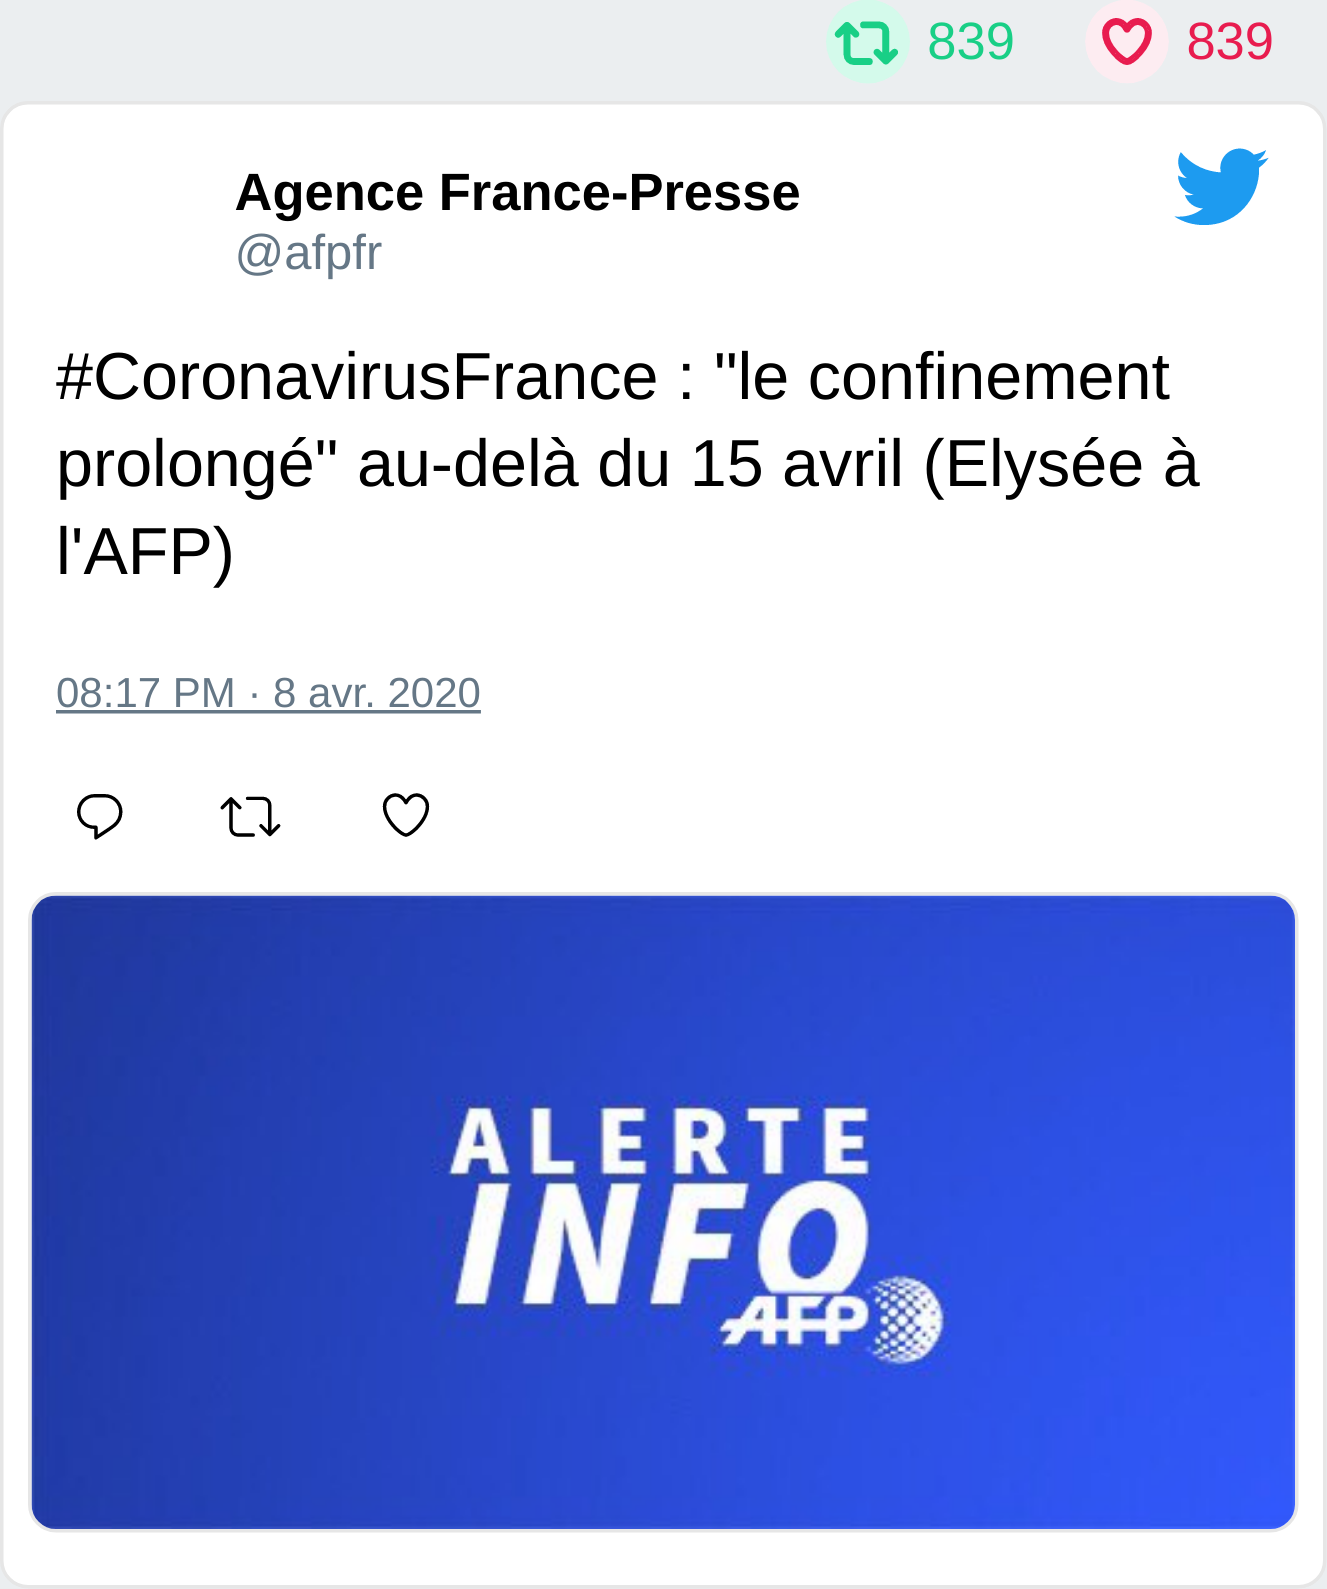 839 839
Agence France-Presse
@afpfr
#CoronavirusFrance : "le confinement
prolongé" au-delà du 15 avril (Elysée à
l'AFP)
08:17 PM · 8 avr. 2020
ALERTE
INFO
AFP